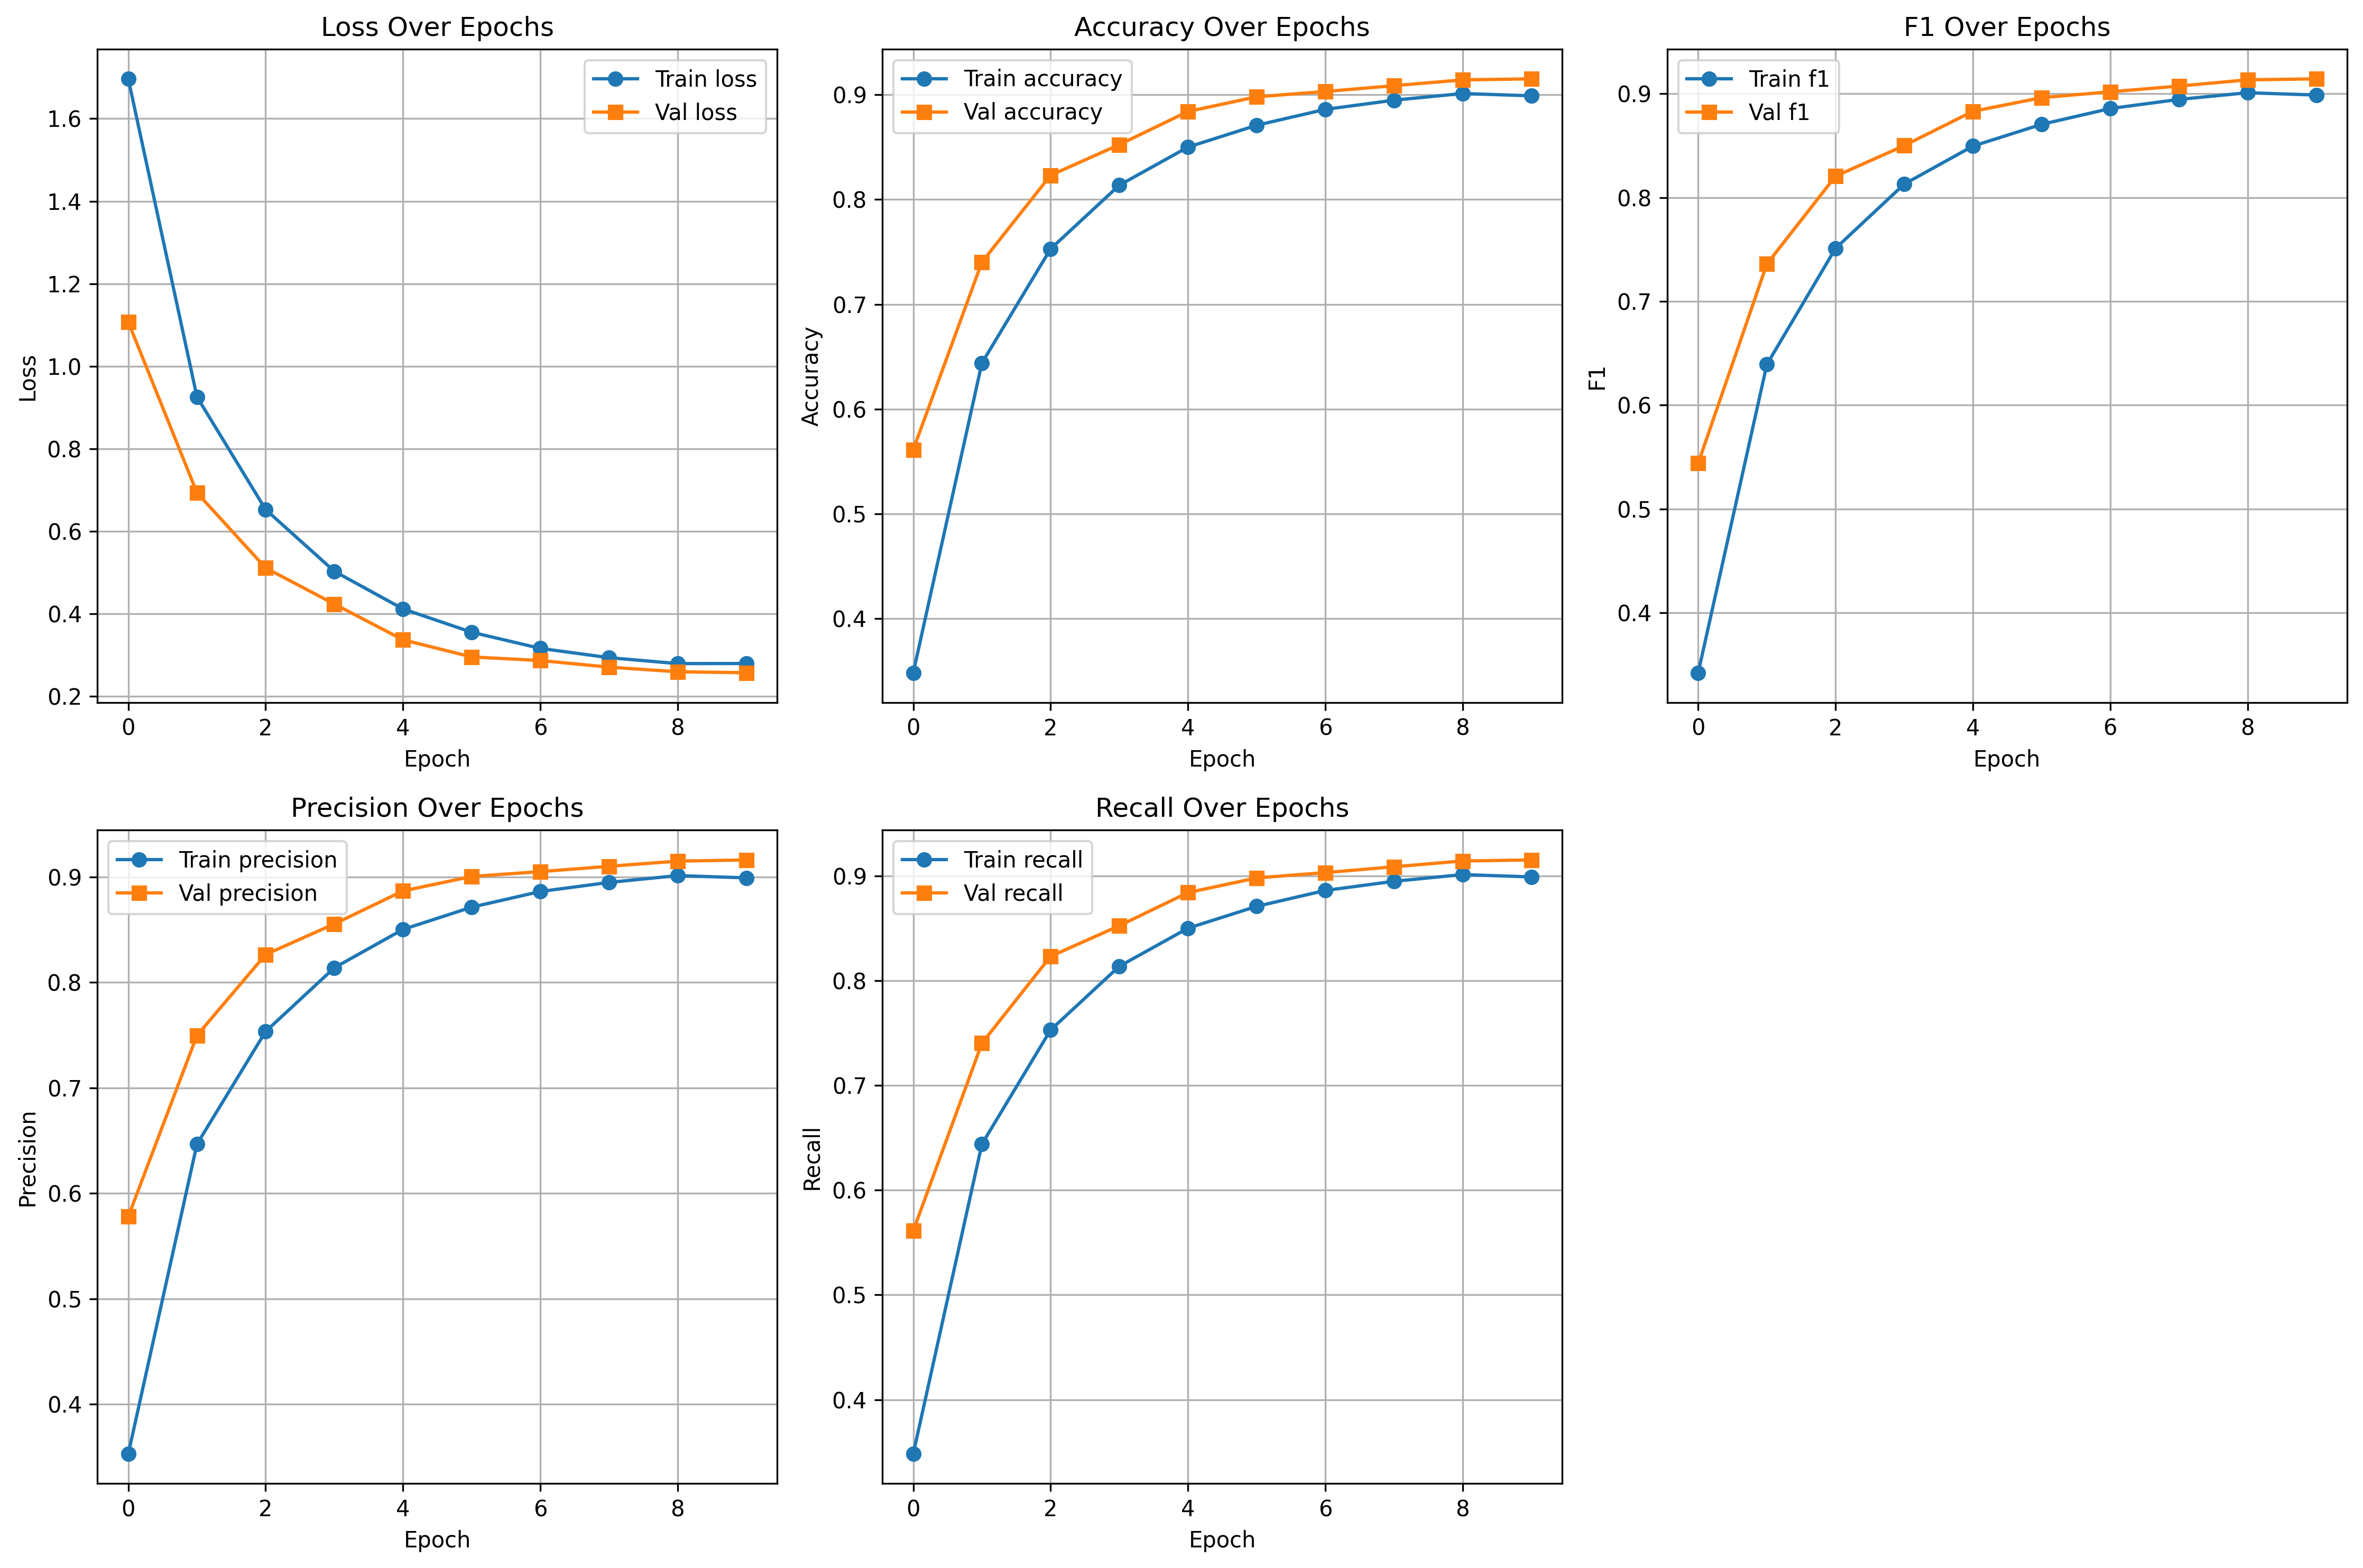 Loss Over Epochs
Train loss
Val loss
1.6
1.4
1.2
1.0
0.8
0.6
0.4
0.2
Loss
0 2 4 6 8
Epoch
Accuracy Over Epochs
Train accuracy
Val accuracy
0.9
0.8
0.7
0.6
0.5
0.4
Accuracy
0 2 4 6 8
Epoch
F1 Over Epochs
Train f1
Val f1
0.9
0.8
0.7
0.6
0.5
0.4
F1
0 2 4 6 8
Epoch
Precision Over Epochs
Train precision
Val precision
0.9
0.8
0.7
0.6
0.5
0.4
Precision
0 2 4 6 8
Epoch
Recall Over Epochs
Train recall
Val recall
0.9
0.8
0.7
0.6
0.5
0.4
Recall
0 2 4 6 8
Epoch